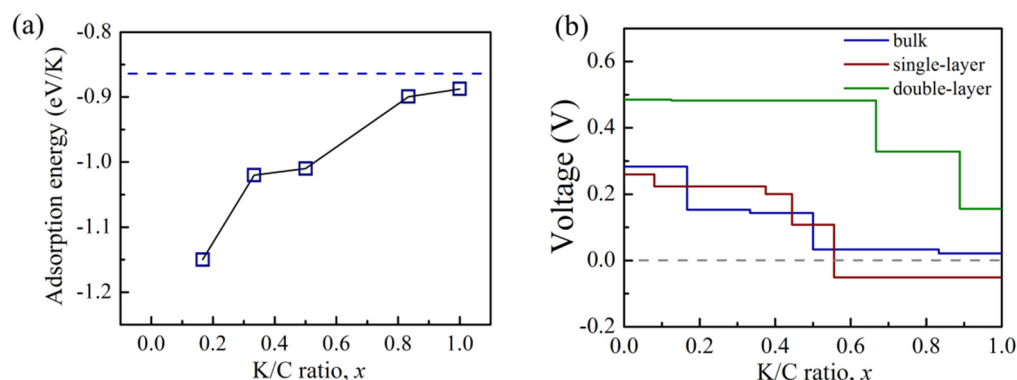 (a)
Adsorption energy (eV/K)
-0.8
-0.9
-1.0
-1.1
-1.2
0.0 0.2 0.4 0.6 0.8 1.0
K/C ratio, x
(b)
Voltage (V)
0.6
0.4
0.2
0.0
-0.2
bulk
single-layer
double-layer
0.0 0.2 0.4 0.6 0.8 1.0
K/C ratio, x